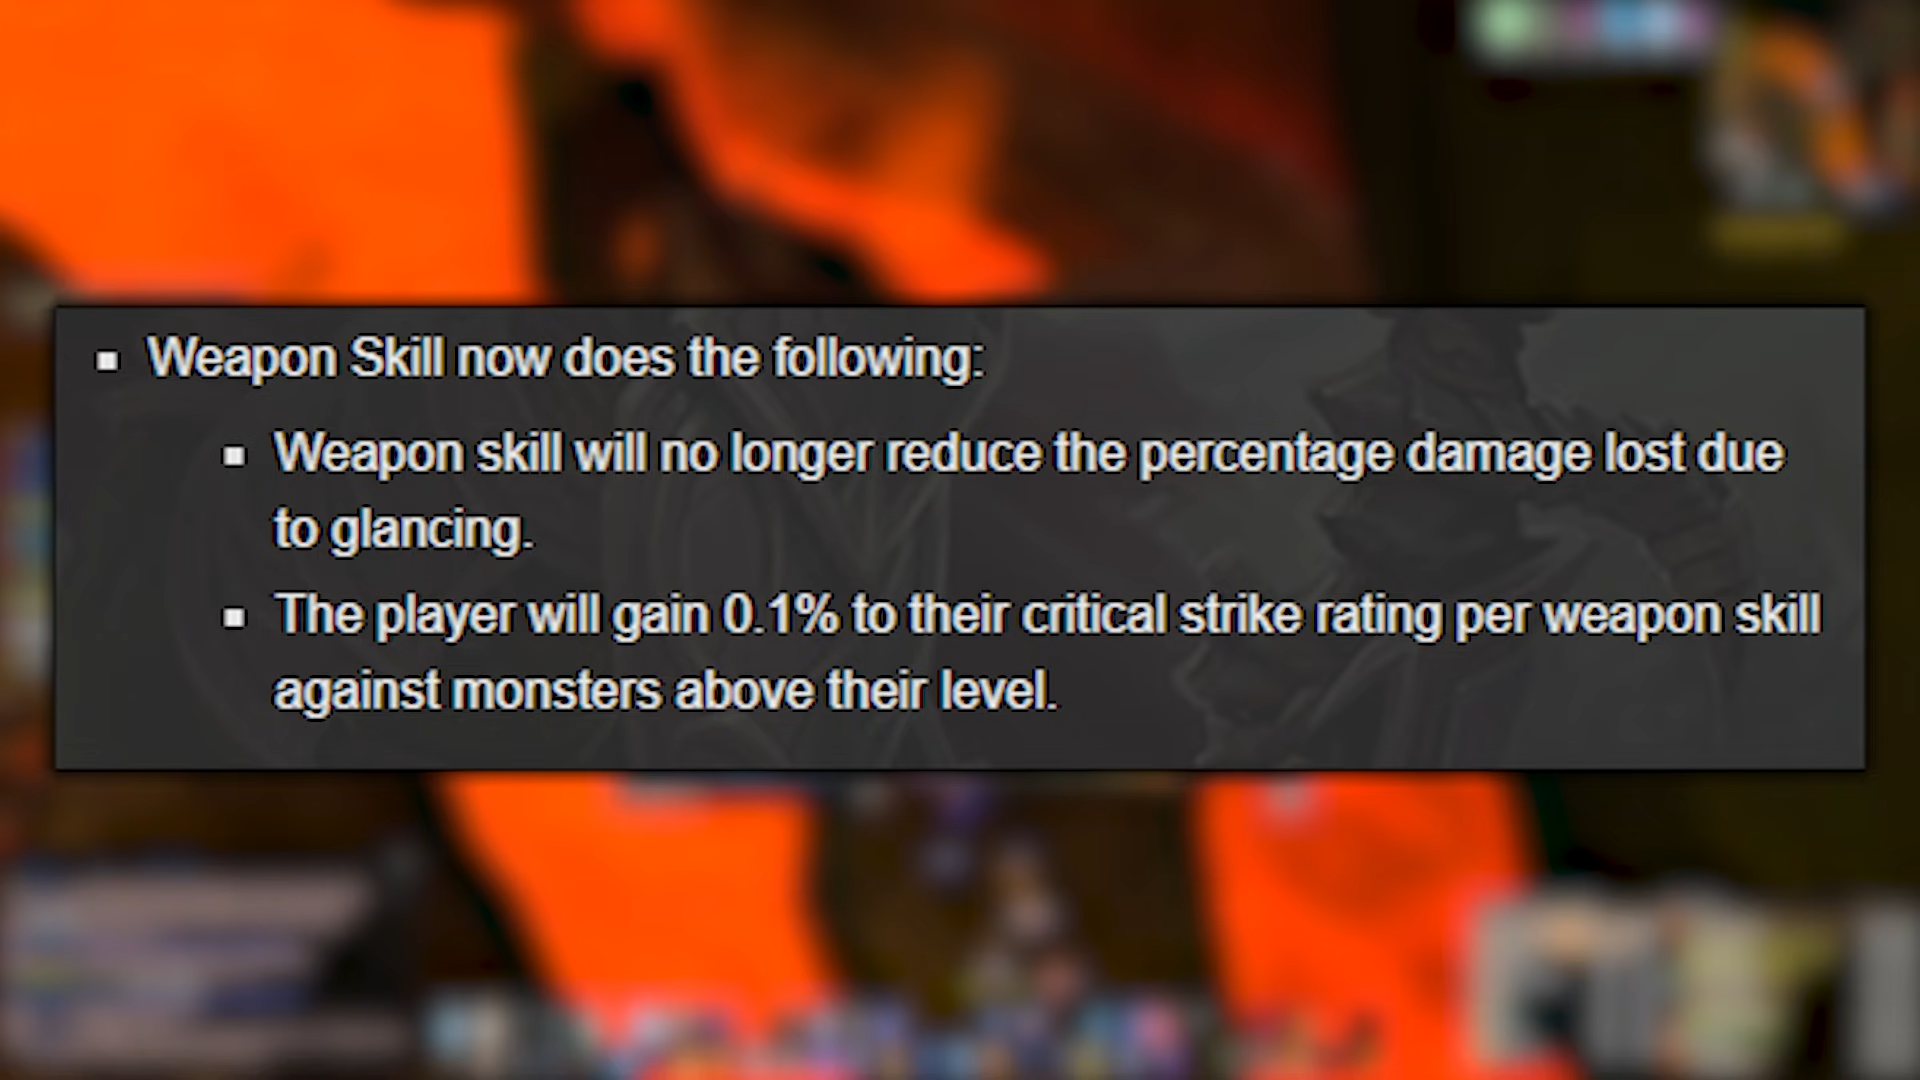 Weapon Skill now does the following:
Weapon skill will no longer reduce the percentage damage lost due
to glancing.
The player will gain 0.1% to their critical strike rating per weapon skill
against monsters above their level.